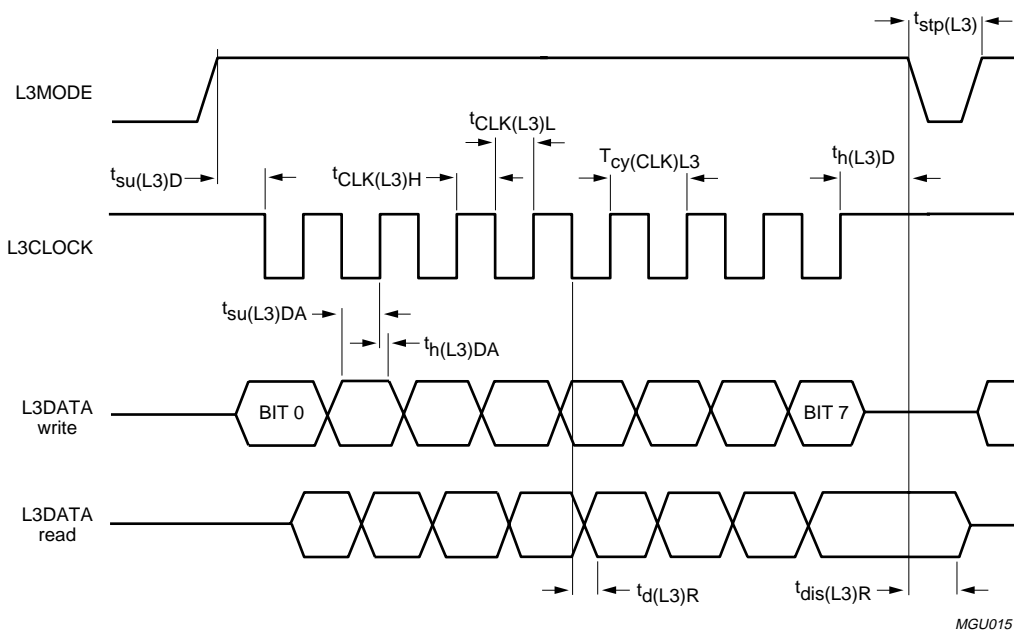 tstp(L3)
L3MODE
tCLK(L3)L
tsu(L3)D
tCLK(L3)H
Tcy(CLK)L3
th(L3)D
L3CLOCK
tsu(L3)DA
th(L3)DA
L3DATA
write
BIT 0
BIT 7
L3DATA
read
td(L3)R
tdis(L3)R
MGU015